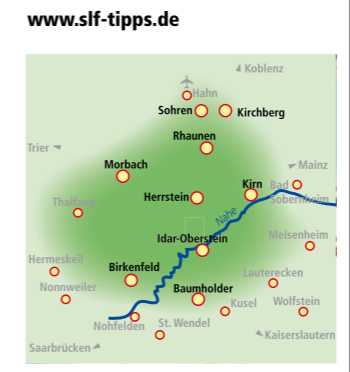 www.slf-tipps.de
Koblenz
Hahn
Sohren
Kirchberg
Rhaunen
Trier
Morbach
Mainz
Bad
Sobernheim
Kirn
Herrstein
Thalfang
Nahe
Idar-Oberstein
Meisenheim
Hermeskeil
Birkenfeld
Lauterecken
Nonnweiler
Baumholder
Kusel
Wolfstein
Nohfelden
St. Wendel
Kaiserslautern
Saarbrücken